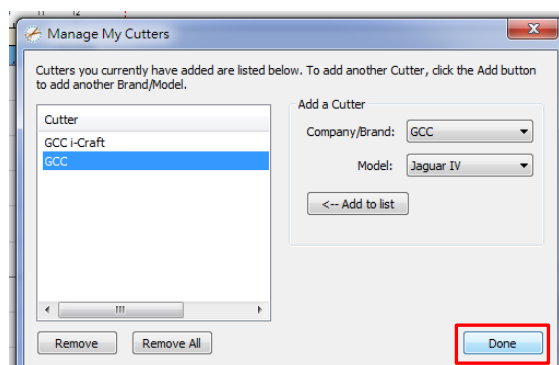 Manage My Cutters
Cutters you currently have added are listed below. To add another Cutter, click the Add button
to add another Brand/Model.
Cutter
GCC i-Craft
GCC
Add a Cutter
Company/Brand: GCC
Model: Jaguar IV
<-- Add to list
Remove
Remove All
Done